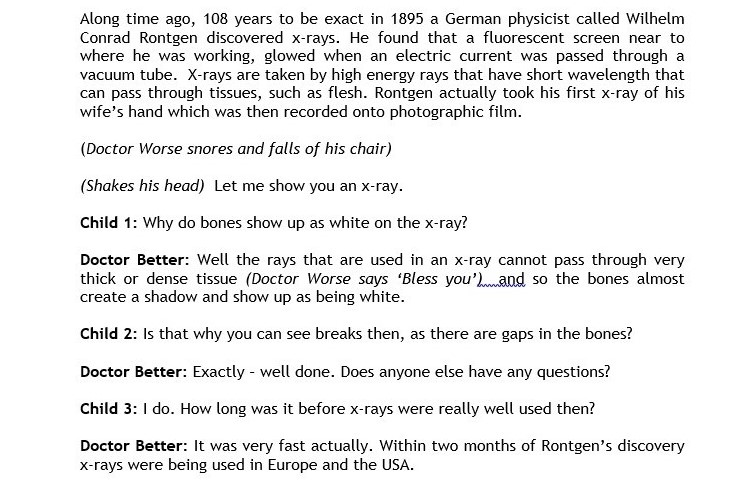 Along time ago, 108 years to be exact in 1895 a German physicist called Wilhelm
Conrad Rontgen discovered x-rays. He found that a fluorescent screen near to
where he was working, glowed when an electric current was passed through a
vacuum tube. X-rays are taken by high energy rays that have short wavelength that
can pass through tissues, such as flesh. Rontgen actually took his first x-ray of his
wife's hand which was then recorded onto photographic film.
(Doctor Worse snores and falls of his chair)
(Shakes his head) Let me show you an x-ray.
Child 1: Why do bones show up as white on the x-ray?
Doctor Better: Well the rays that are used in an x-ray cannot pass through very
thick or dense tissue (Doctor Worse says 'Bless you') and so the bones almost
create a shadow and show up as being white.
Child 2: Is that why you can see breaks then, as there are gaps in the bones?
Doctor Better: Exactly - well done. Does anyone else have any questions?
Child 3: I do. How long was it before x-rays were really well used then?
Doctor Better: It was very fast actually. Within two months of Rontgen's discovery
x-rays were being used in Europe and the USA.